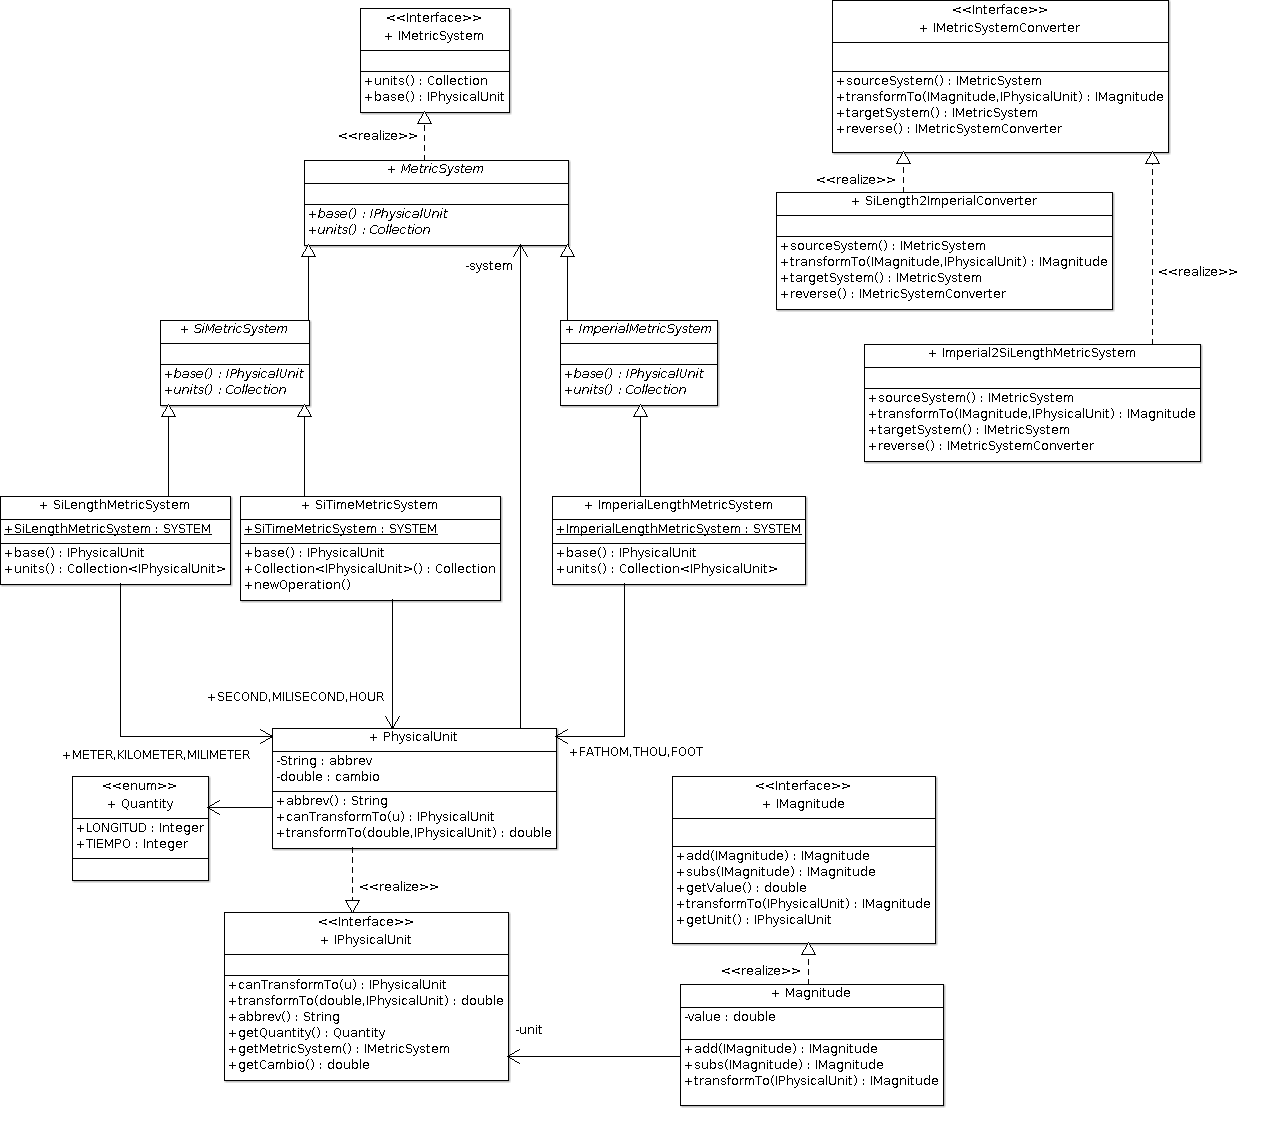 <<Interface>>
+ IMetricSystem
+units() : Collection
+base() : IPhysicalUnit
<<realize>>
+ MetricSystem
+base() : IPhysicalUnit
+units() : Collection
-system
+ SiMetricSystem
+base() : IPhysicalUnit
+units() : Collection
+ ImperialMetricSystem
+base() : IPhysicalUnit
+units() : Collection
<<Interface>>
+ IMetricSystemConverter
+sourceSystem() : IMetricSystem
+transformTo(IMagnitude,IPhysicalUnit) : IMagnitude
+targetSystem() : IMetricSystem
+reverse() : IMetricSystemConverter
<<realize>>
+ SiLength2ImperialConverter
+sourceSystem() : IMetricSystem
+transformTo(IMagnitude,IPhysicalUnit) : IMagnitude
+targetSystem() : IMetricSystem
+reverse() : IMetricSystemConverter
<<realize>>
+ Imperial2SiLengthMetricSystem
+sourceSystem() : IMetricSystem
+transformTo(IMagnitude,IPhysicalUnit) : IMagnitude
+targetSystem() : IMetricSystem
+reverse() : IMetricSystemConverter
+ SiLengthMetricSystem
+SiLengthMetricSystem : SYSTEM
+base() : IPhysicalUnit
+units() : Collection<IPhysicalUnit>
+ SiTimeMetricSystem
+SiTimeMetricSystem : SYSTEM
+base() : IPhysicalUnit
+Collection<IPhysicalUnit>() : Collection
+newOperation()
+ ImperialLengthMetricSystem
+ImperialLengthMetricSystem : SYSTEM
+base() : IPhysicalUnit
+units() : Collection<IPhysicalUnit>
+SECOND,MILISECOND,HOUR
+METER,KILOMETER,MILIMETER
+FATHOM,THOU,FOOT
+ PhysicalUnit
-String : abbrev
-double : cambio
+abbrev() : String
+canTransformTo(u) : IPhysicalUnit
+transformTo(double,IPhysicalUnit) : double
<<enum>>
+ Quantity
+LONGITUD : Integer
+TIEMPO : Integer
<<realize>>
<<Interface>>
+ IPhysicalUnit
+canTransformTo(u) : IPhysicalUnit
+transformTo(double,IPhysicalUnit) : double
+abbrev() : String
+getQuantity() : Quantity
+getMetricSystem() : IMetricSystem
+getCambio() : double
-unit
<<Interface>>
+ IMagnitude
+add(IMagnitude) : IMagnitude
+subs(IMagnitude) : IMagnitude
+getValue() : double
+transformTo(IPhysicalUnit) : IMagnitude
+getUnit() : IPhysicalUnit
<<realize>>
+ Magnitude
-value : double
+add(IMagnitude) : IMagnitude
+subs(IMagnitude) : IMagnitude
+transformTo(IPhysicalUnit) : IMagnitude